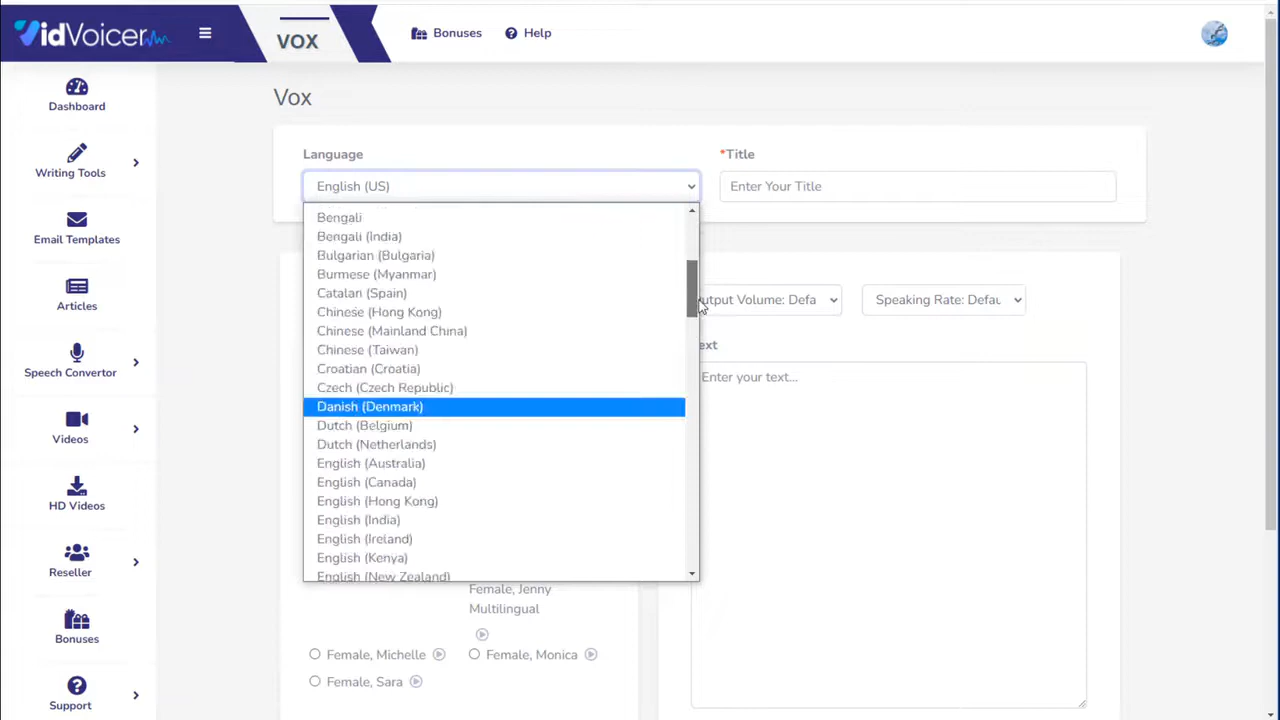 VidVoicer
VOX
Bonuses
Help
Dashboard
Writing Tools
Email Templates
Articles
Speech Convertor
Videos
HD Videos
Reseller
Bonuses
Support
Vox
Language
*Title
English (US)
Enter Your Title
Bengali
Bengali (India)
Bulgarian (Bulgaria)
Burmese (Myanmar)
Catalan (Spain)
Chinese (Hong Kong)
Chinese (Mainland China)
Chinese (Taiwan)
Croatian (Croatia)
Czech (Czech Republic)
Danish (Denmark)
Dutch (Belgium)
Dutch (Netherlands)
English (Australia)
English (Canada)
English (Hong Kong)
English (India)
English (Ireland)
English (Kenya)
English (New Zealand)
utput Volume: Defa
Speaking Rate: Defau
ext
Enter your text...
Female, Jenny
Multilingual
Female, Michelle
Female, Monica
Female, Sara